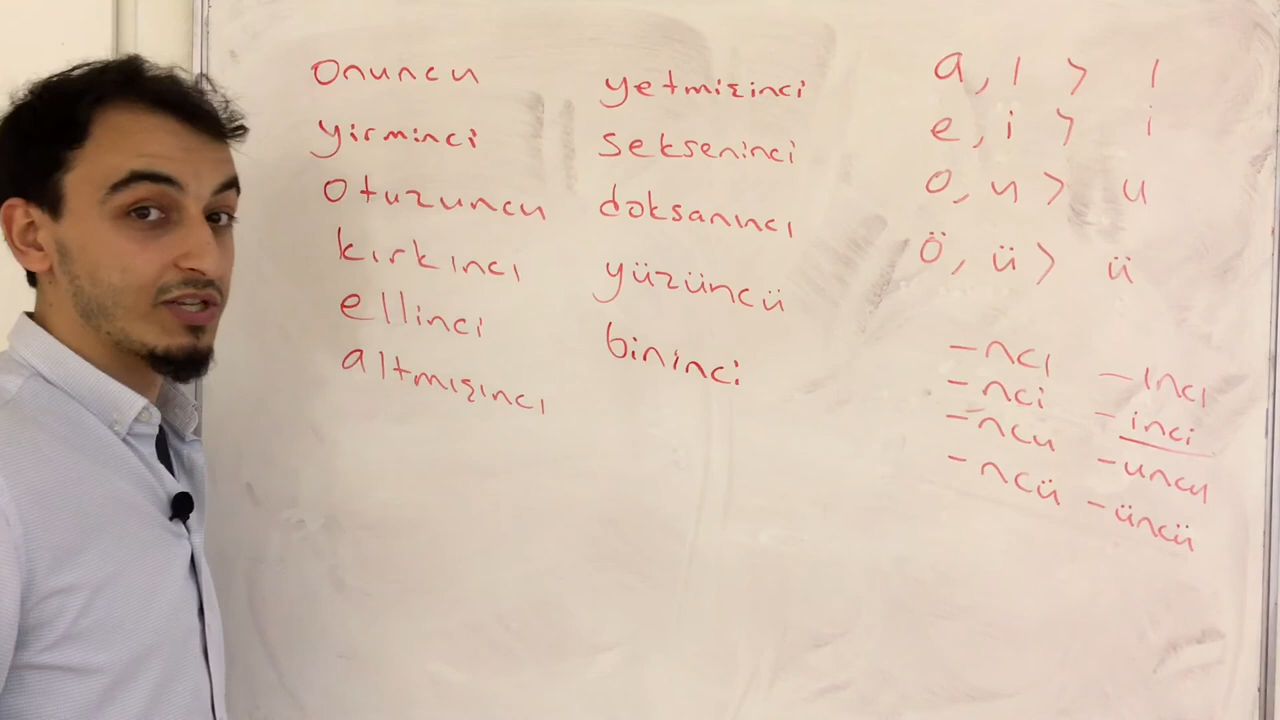 onuncu
yirminci
otuzuncu
kırkıncı
ellinci
altmışıncı
yetmişinci
sekseninci
doksanıncı
yüzüncü
bininci
a, ı > ı
e, i > i
o, u > u
ö, ü > ü
-ncı -ıncı
-nci -inci
-ncu -uncu
-ncü -üncü